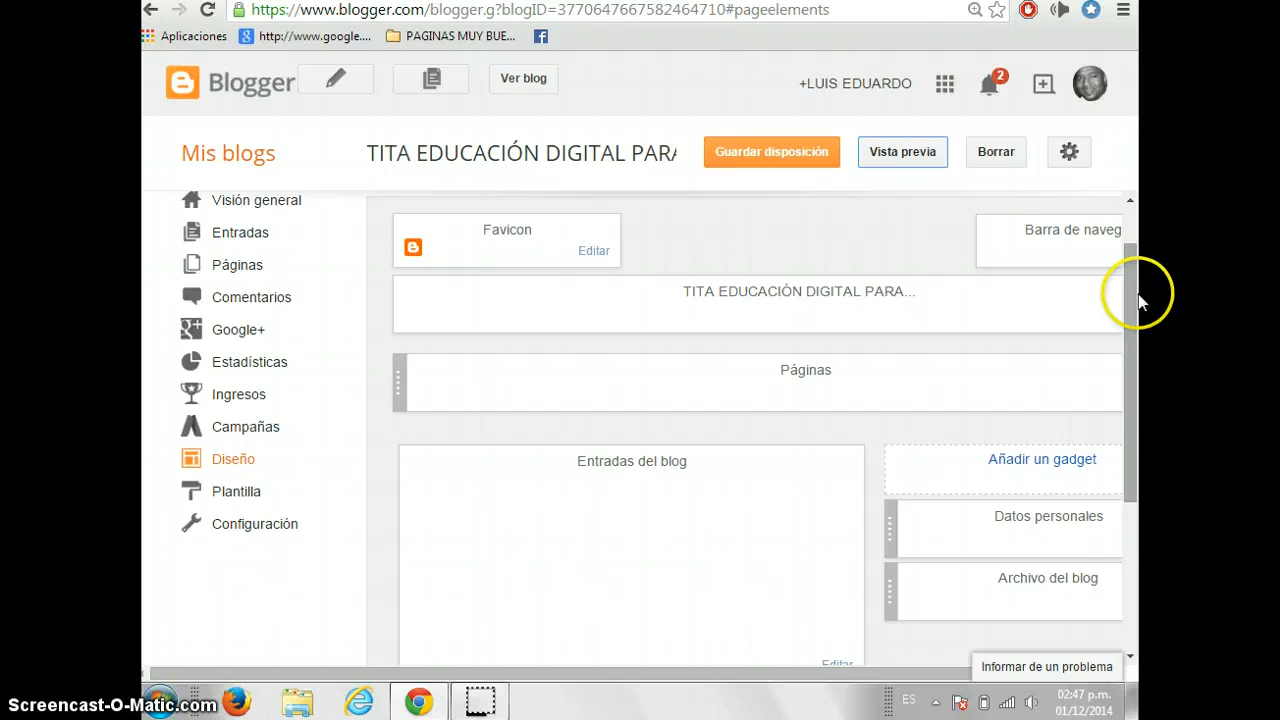 https://www.blogger.com/blogger.g?blogID=3770647667582464710#pageelements
Aplicaciones
http://www.google....
PAGINAS MUY BUE...
Blogger
Ver blog
+LUIS EDUARDO
2
Mis blogs
TITA EDUCACIÓN DIGITAL PARA
Guardar disposición
Vista previa
Borrar
Visión general
Entradas
Páginas
Comentarios
Google+
Estadísticas
Ingresos
Campañas
Diseño
Plantilla
Configuración
Favicon
Editar
Barra de naveg
TITA EDUCACIÓN DIGITAL PARA...
Páginas
Entradas del blog
Editar
Añadir un gadget
Datos personales
Archivo del blog
Informar de un problema
Screencast-O-Matic.com
ES
02:47 p.m.
01/12/2014